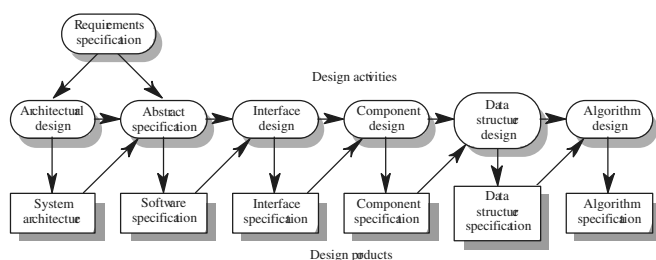 Requirements
specification
Design activities
Architectural
design
Abstract
specification
Interface
design
Component
design
Data
structure
design
Algorithm
design
System
architecture
Software
specification
Interface
specification
Component
specification
Data
structure
specification
Algorithm
specification
Design products